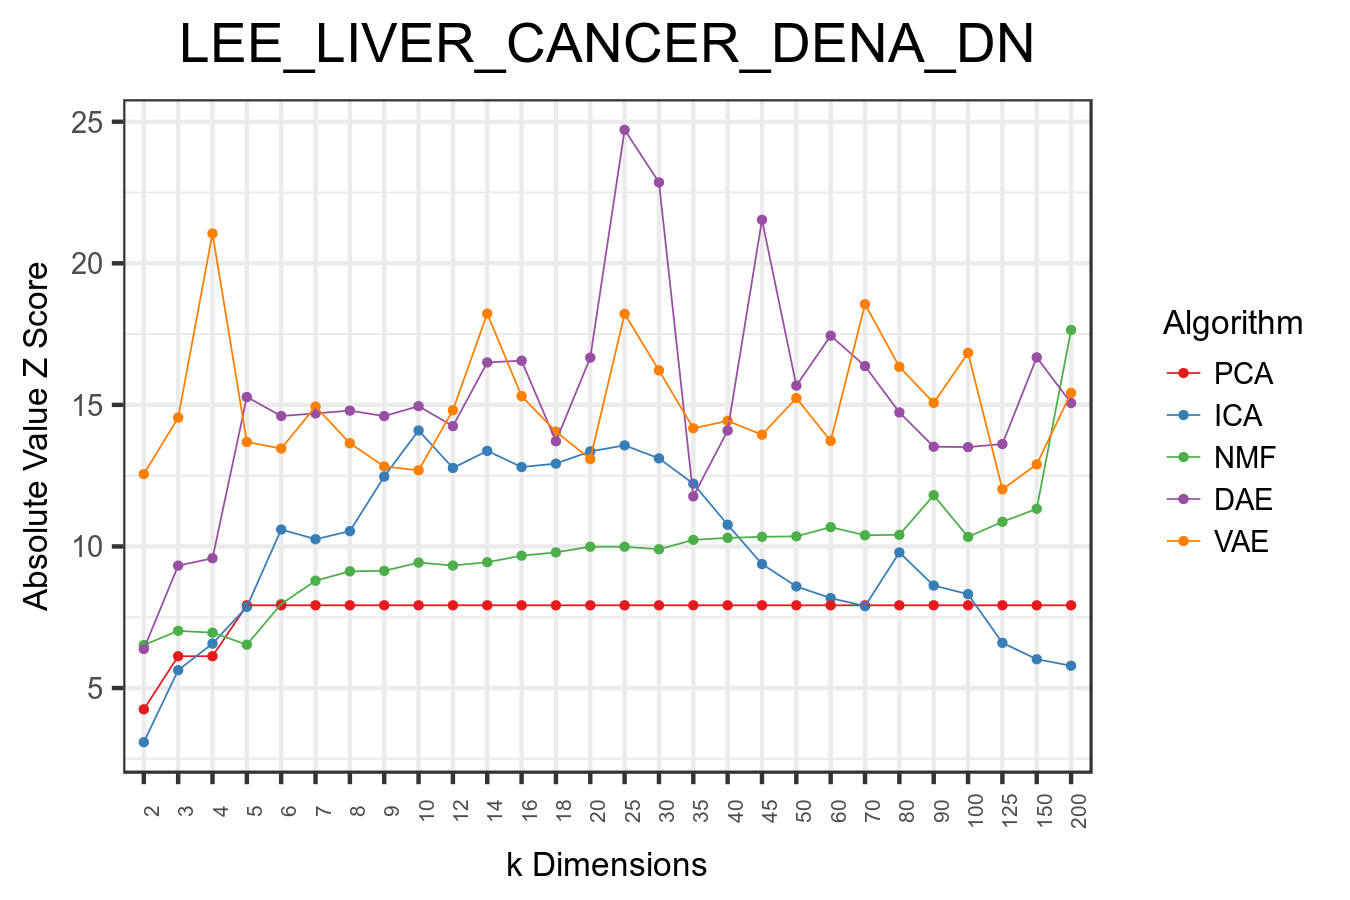 LEE_LIVER_CANCER_DENA_DN
Absolute Value Z Score
25
20
15
10
5
2 3 4 5 6 7 8 9 10 12 14 16 18 20 25 30 35 40 45 50 60 70 80 90 100 125 150 200
k Dimensions
Algorithm
PCA
ICA
NMF
DAE
VAE